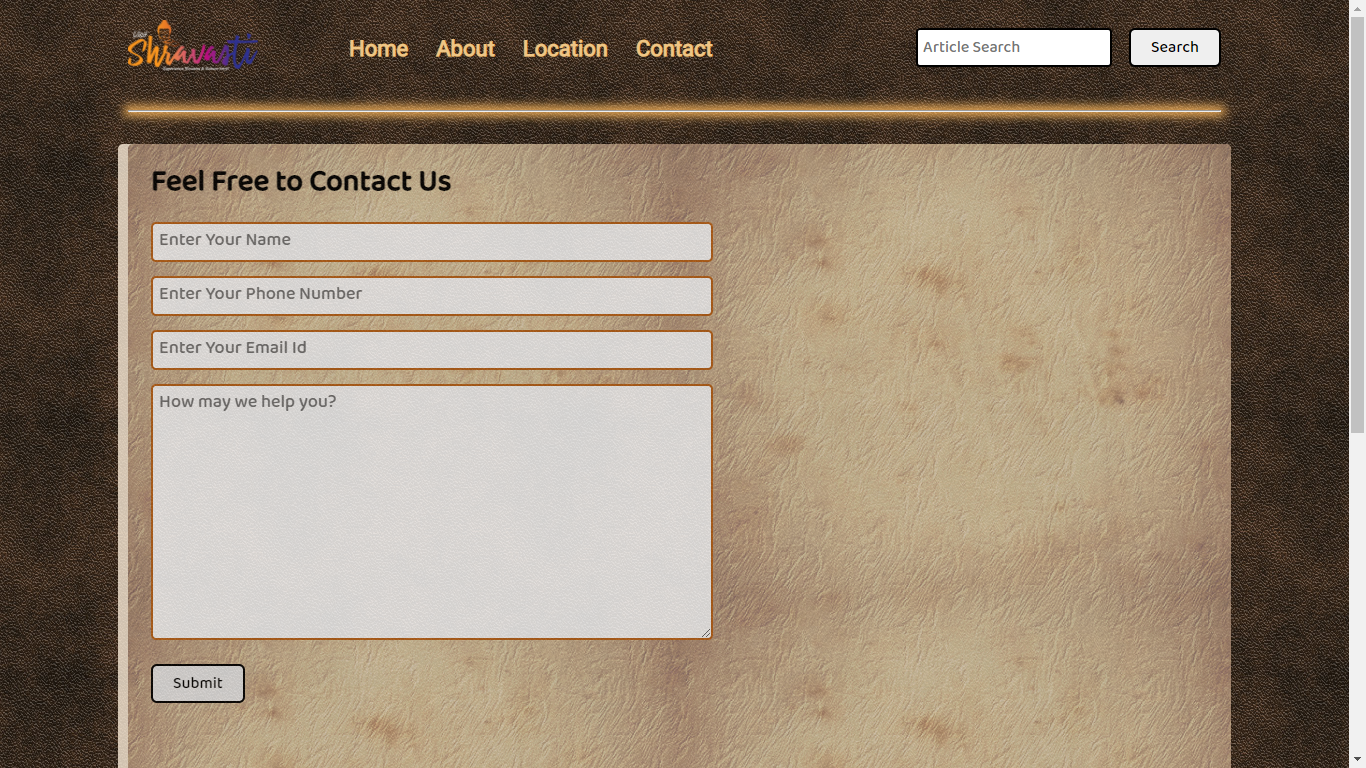 Visit
Shravasti
Home
About
Location
Contact
Article Search
Search
Feel Free to Contact Us
Enter Your Name
Enter Your Phone Number
Enter Your Email Id
How may we help you?
Submit